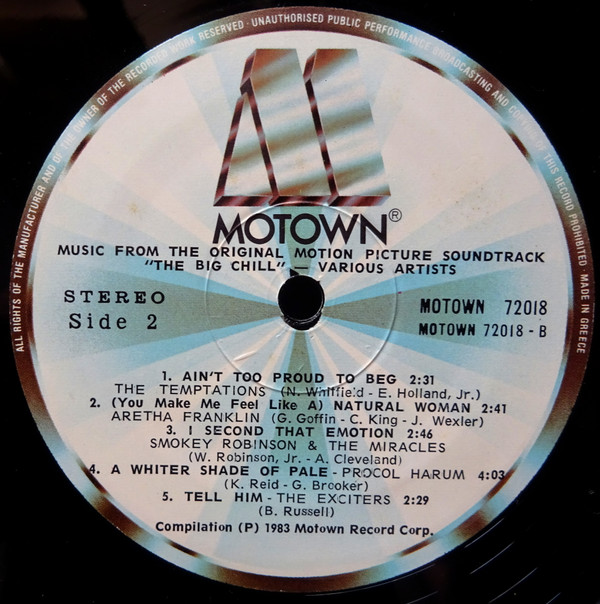 ALL RIGHTS OF THE MANUFACTURER AND OF THE OWNER OF THE RECORDED WORK RESERVED · UNAUTHORISED PUBLIC PERFORMANCE BROADCASTING AND COPYING OF THIS RECORD PROHIBITED · MADE IN GREECE
MOTOWN®
MUSIC FROM THE ORIGINAL MOTION PICTURE SOUNDTRACK
"THE BIG CHILL" — VARIOUS ARTISTS
STEREO
Side 2
MOTOWN 72018
MOTOWN 72018 - B
1. AIN'T TOO PROUD TO BEG 2:31
THE TEMPTATIONS (N. Whitfield - E. Holland, Jr.)
2. (You Make Me Feel Like A) NATURAL WOMAN 2:41
ARETHA FRANKLIN (G. Goffin - C. King - J. Wexler)
3. I SECOND THAT EMOTION 2:46
SMOKEY ROBINSON & THE MIRACLES
(W. Robinson, Jr. - A. Cleveland)
4. A WHITER SHADE OF PALE - PROCOL HARUM 4:03
(K. Reid - G. Brooker)
5. TELL HIM - THE EXCITERS 2:29
(B. Russell)
Compilation (P) 1983 Motown Record Corp.